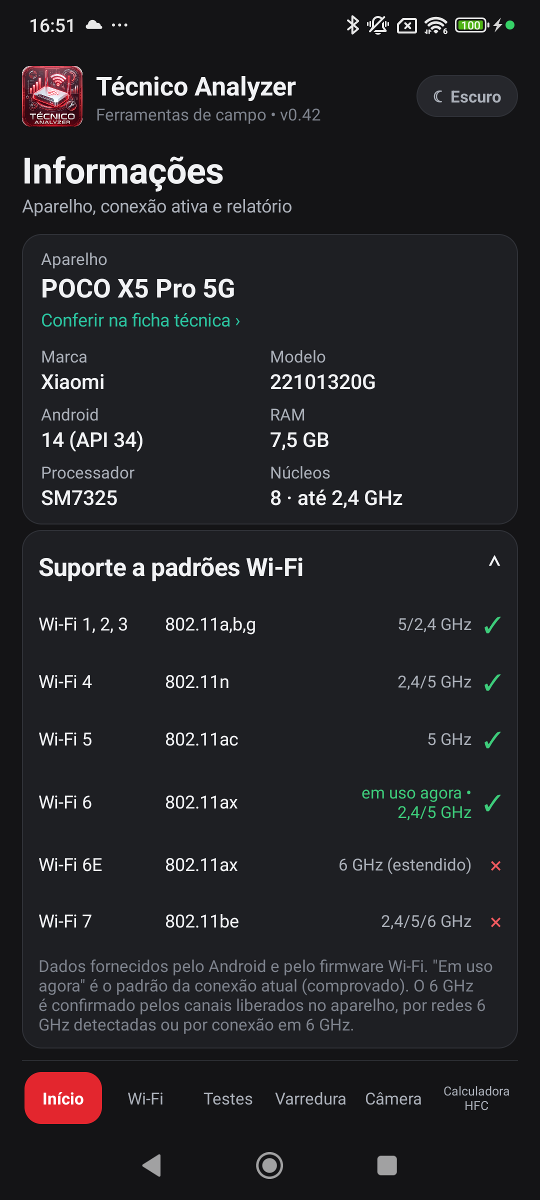 16:51
100
6
TÉCNICO
ANALYZER
Técnico Analyzer
Ferramentas de campo • v0.42
☾ Escuro
Informações
Aparelho, conexão ativa e relatório
Aparelho
POCO X5 Pro 5G
Conferir na ficha técnica ›
Marca Modelo
Xiaomi 22101320G
Android RAM
14 (API 34) 7,5 GB
Processador Núcleos
SM7325 8 · até 2,4 GHz
Suporte a padrões Wi-Fi
Wi-Fi 1, 2, 3 802.11a,b,g 5/2,4 GHz ✓
Wi-Fi 4 802.11n 2,4/5 GHz ✓
Wi-Fi 5 802.11ac 5 GHz ✓
Wi-Fi 6 802.11ax em uso agora •
2,4/5 GHz ✓
Wi-Fi 6E 802.11ax 6 GHz (estendido) ×
Wi-Fi 7 802.11be 2,4/5/6 GHz ×
Dados fornecidos pelo Android e pelo firmware Wi-Fi. "Em uso
agora" é o padrão da conexão atual (comprovado). O 6 GHz
é confirmado pelos canais liberados no aparelho, por redes 6
GHz detectadas ou por conexão em 6 GHz.
Início Wi-Fi Testes Varredura Câmera Calculadora
HFC